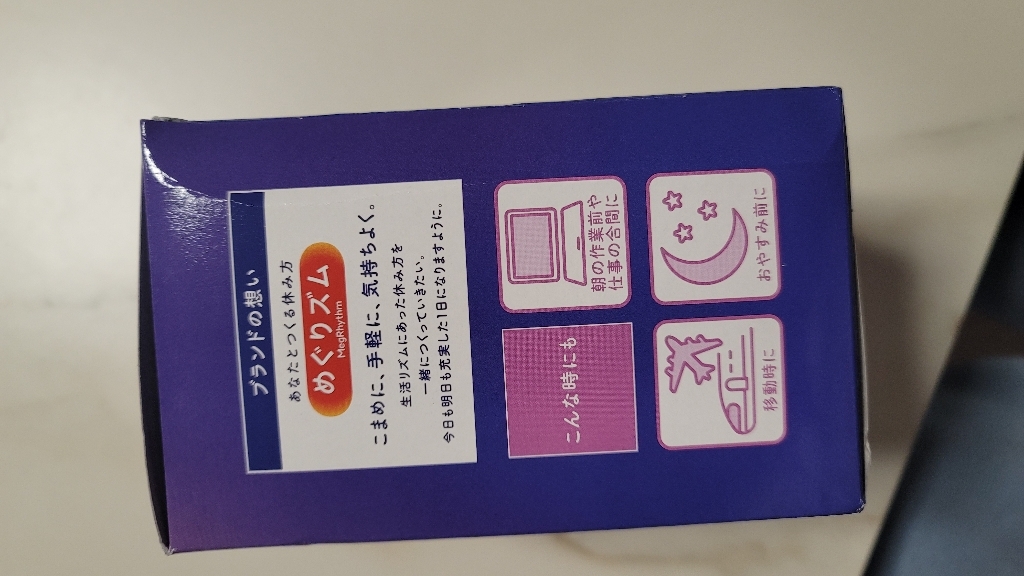 ブランドの想い
あなたとつくる休み方
めぐりズム
MegRhythm
こまめに、手軽に、気持ちよく。
生活リズムにあった休み方を
一緒につくっていきたい。
今日も明日も充実した1日になりますように。
こんな時にも
朝の作業前や
仕事の合間に
移動時に
おやすみ前に